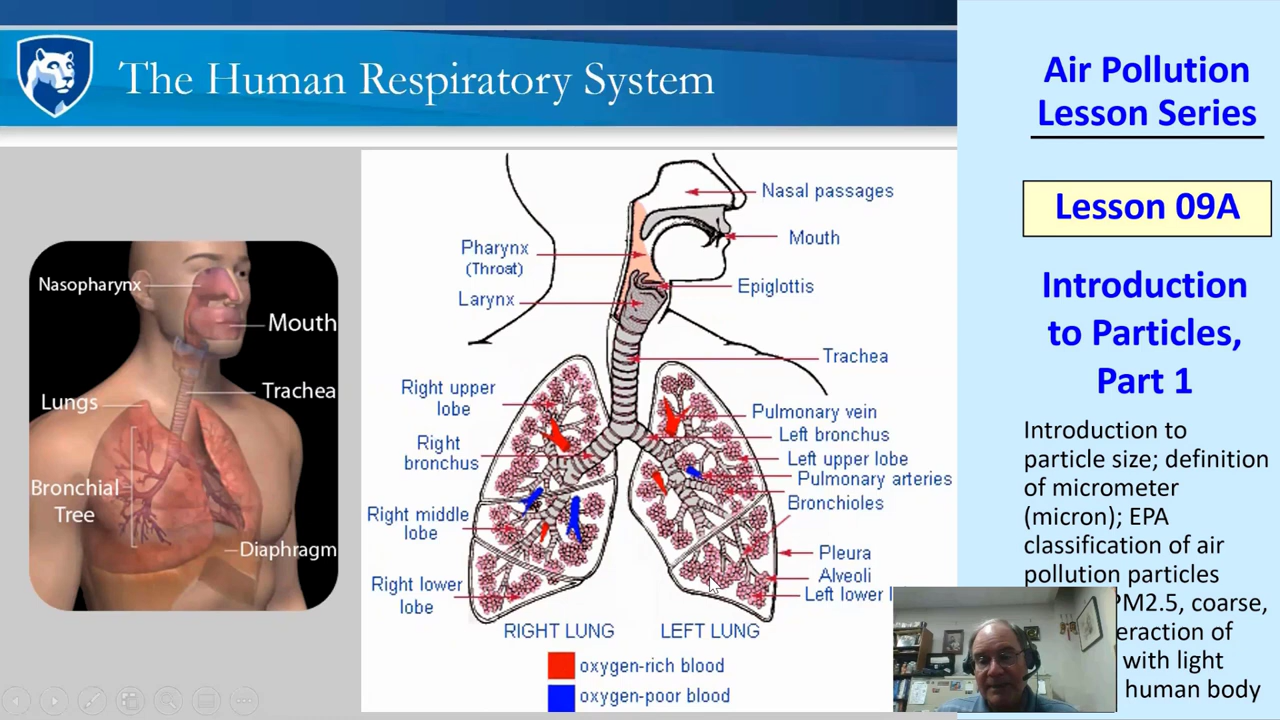 The Human Respiratory System
Nasopharynx
Mouth
Trachea
Lungs
Bronchial
Tree
Diaphragm
Nasal passages
Mouth
Pharynx
(Throat)
Epiglottis
Larynx
Trachea
Right upper
lobe
Pulmonary vein
Left bronchus
Right
bronchus
Left upper lobe
Pulmonary arteries
Bronchioles
Right middle
lobe
Pleura
Alveoli
Right lower
lobe
Left lower
RIGHT LUNG
LEFT LUNG
oxygen-rich blood
oxygen-poor blood
Air Pollution
Lesson Series
Lesson 09A
Introduction
to Particles,
Part 1
Introduction to
particle size; definition
of micrometer
(micron); EPA
classification of air
pollution particles
PM2.5, coarse,
of
with light
human body